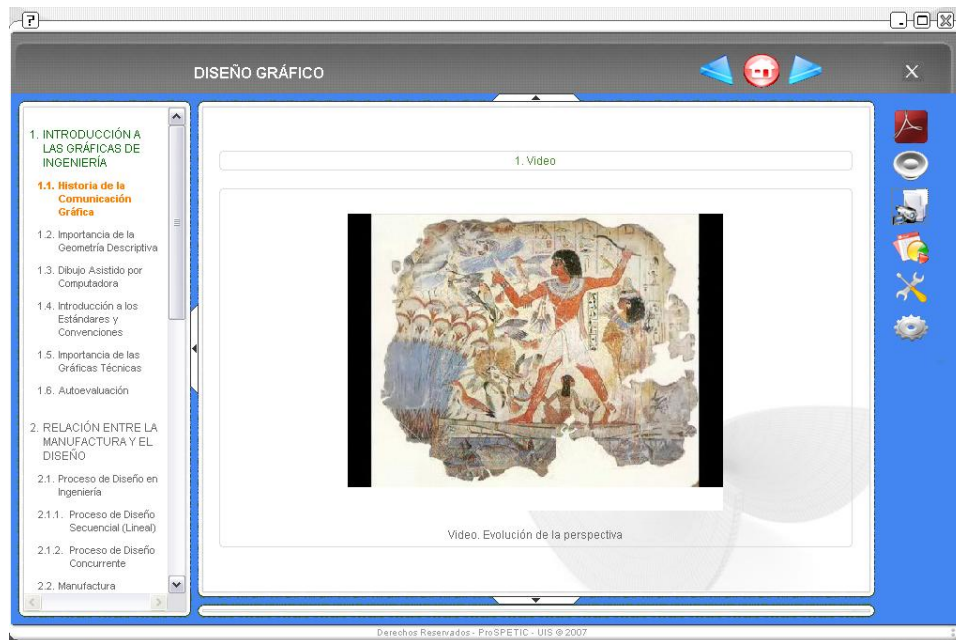 ?
DISEÑO GRÁFICO
X
1. INTRODUCCIÓN A
LAS GRÁFICAS DE
INGENIERÍA
1.1. Historia de la
Comunicación
Gráfica
1.2. Importancia de la
Geometría Descriptiva
1.3. Dibujo Asistido por
Computadora
1.4. Introducción a los
Estándares y
Convenciones
1.5. Importancia de las
Gráficas Técnicas
1.6. Autoevaluación
2. RELACIÓN ENTRE LA
MANUFACTURA Y EL
DISEÑO
2.1. Proceso de Diseño en
Ingeniería
2.1.1. Proceso de Diseño
Secuencial (Lineal)
2.1.2. Proceso de Diseño
Concurrente
2.2. Manufactura
1. Video
Video. Evolución de la perspectiva
Derechos Reservados - ProSPETIC - UIS @ 2007